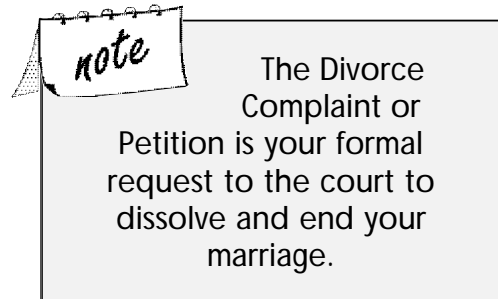 note
The Divorce
Complaint or
Petition is your formal
request to the court to
dissolve and end your
marriage.